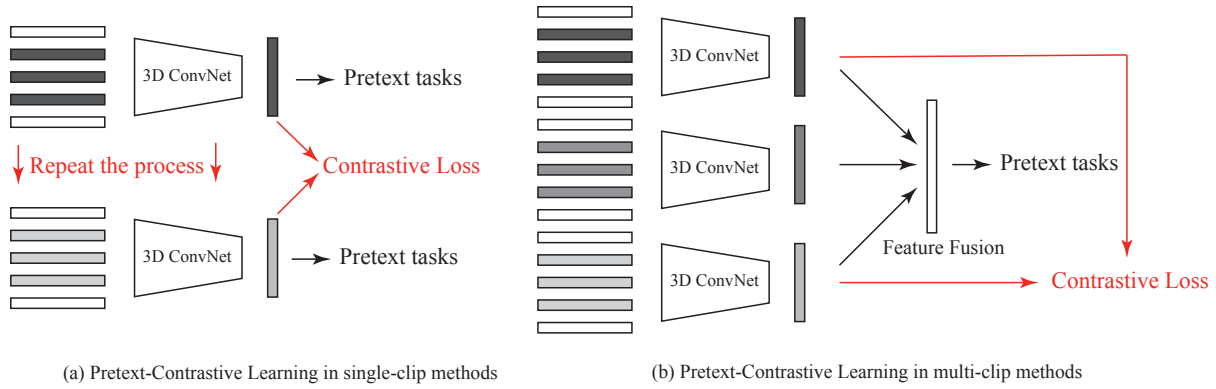 3D ConvNet
Pretext tasks
Repeat the process
Contrastive Loss
3D ConvNet
Pretext tasks
(a) Pretext-Contrastive Learning in single-clip methods
3D ConvNet
3D ConvNet
Pretext tasks
Feature Fusion
3D ConvNet
Contrastive Loss
(b) Pretext-Contrastive Learning in multi-clip methods